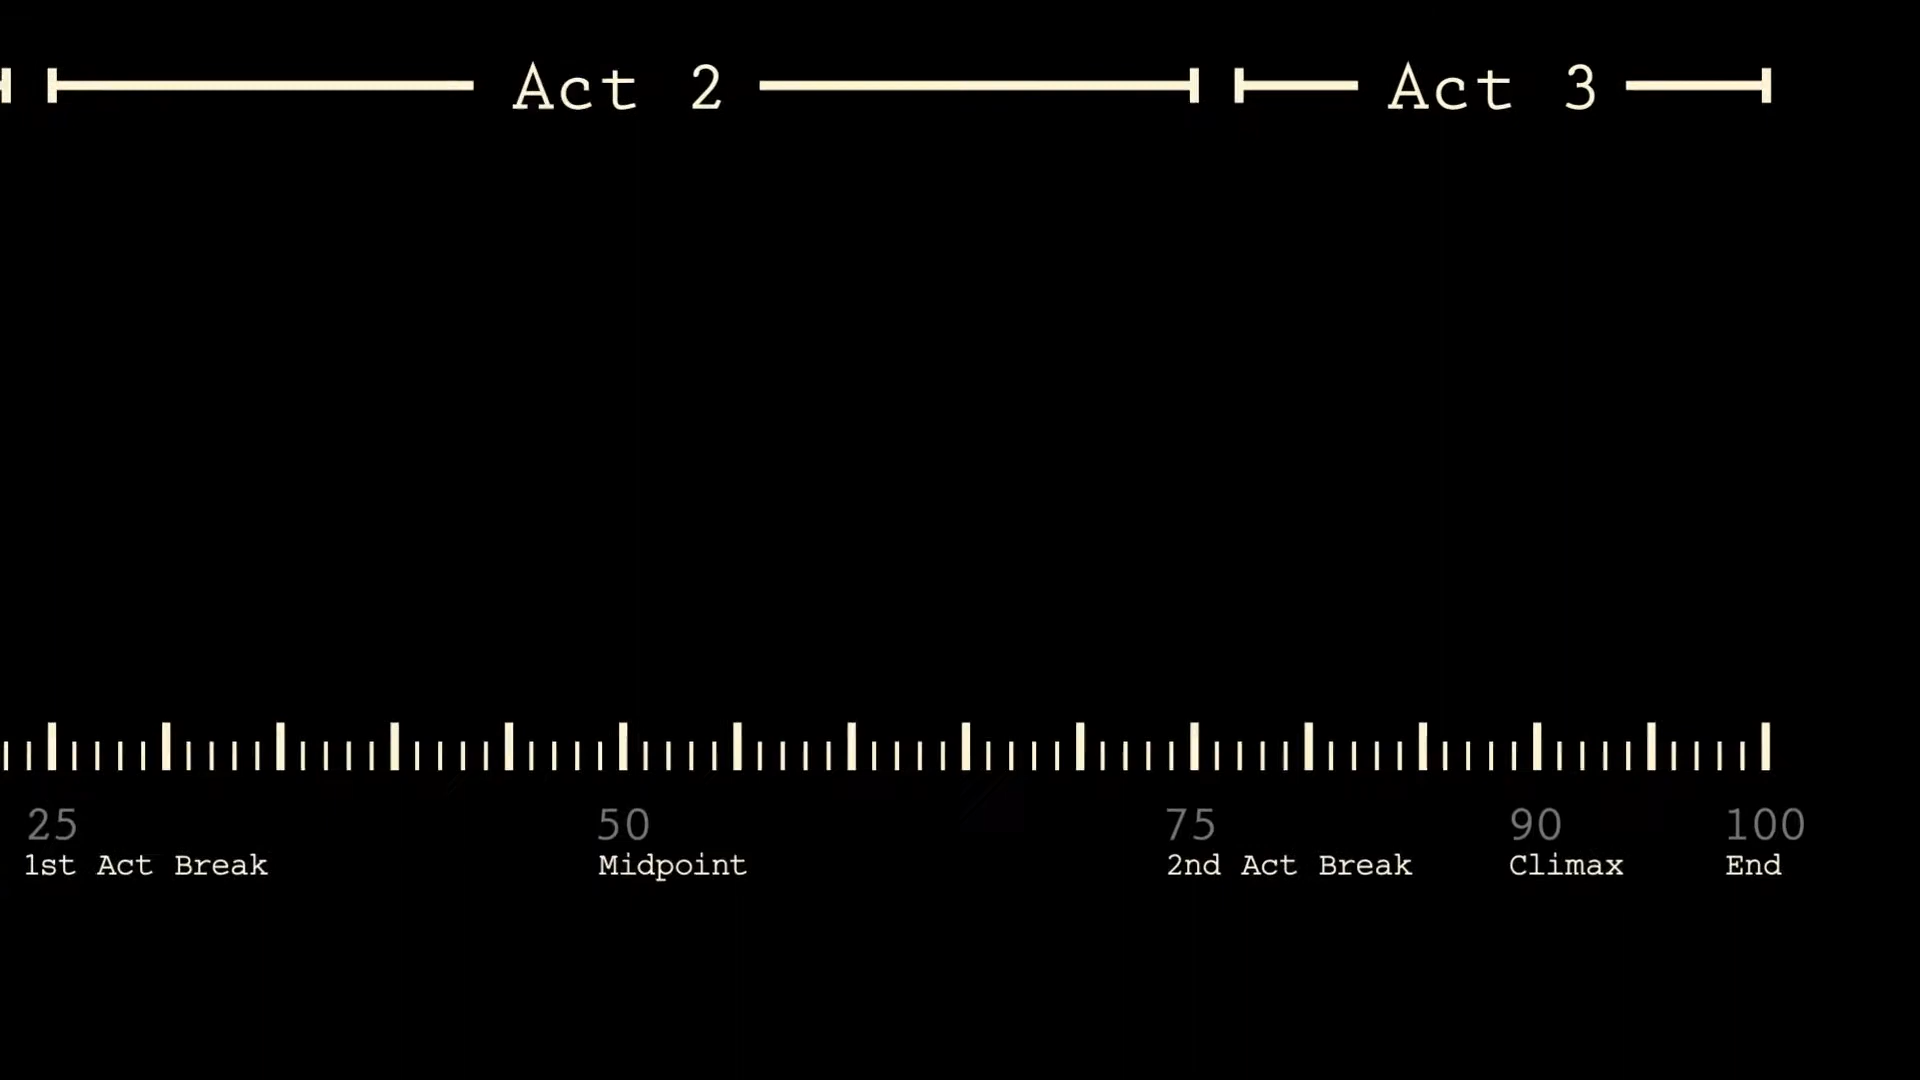 Act 2 Act 3
25 50 75 90 100
1st Act Break Midpoint 2nd Act Break Climax End